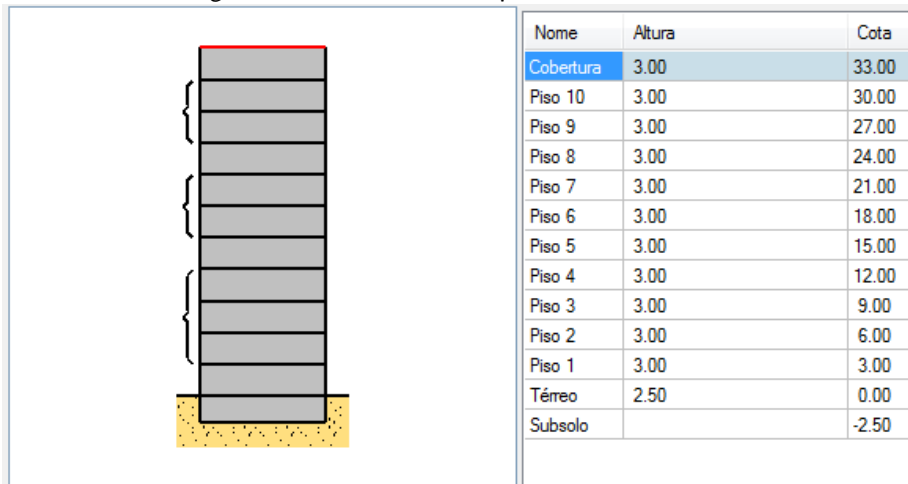 Nome Altura Cota
Cobertura 3.00 33.00
Piso 10 3.00 30.00
Piso 9 3.00 27.00
Piso 8 3.00 24.00
Piso 7 3.00 21.00
Piso 6 3.00 18.00
Piso 5 3.00 15.00
Piso 4 3.00 12.00
Piso 3 3.00 9.00
Piso 2 3.00 6.00
Piso 1 3.00 3.00
Térreo 2.50 0.00
Subsolo -2.50